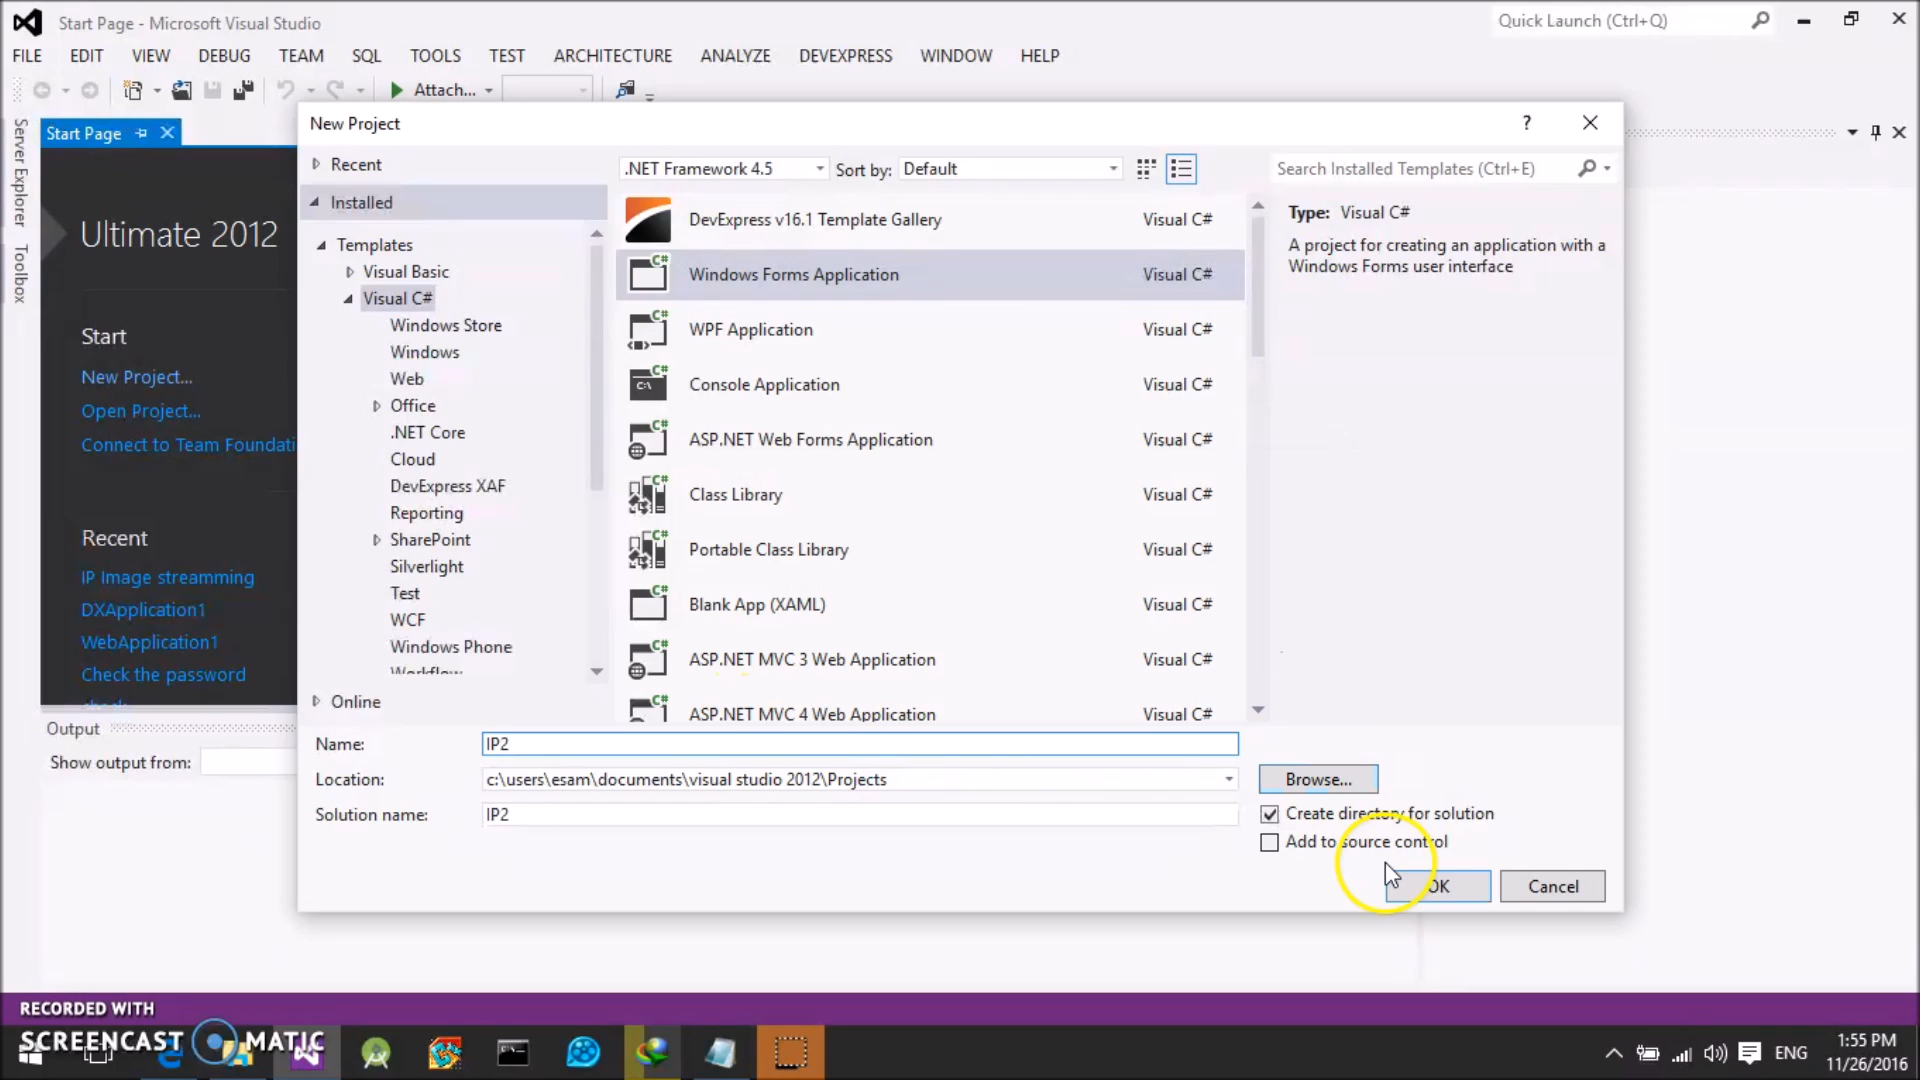 Start Page - Microsoft Visual Studio
Quick Launch (Ctrl+Q)
FILE EDIT VIEW DEBUG TEAM SQL TOOLS TEST ARCHITECTURE ANALYZE DEVEXPRESS WINDOW HELP
Attach...
Server Explorer
Toolbox
Start Page
Ultimate 2012
Start
New Project...
Open Project...
Connect to Team Foundati
Recent
IP Image streamming
DXApplication1
WebApplication1
Check the password
Output
Show output from:
New Project
?
Recent
Installed
Templates
Visual Basic
Visual C#
Windows Store
Windows
Web
Office
.NET Core
Cloud
DevExpress XAF
Reporting
SharePoint
Silverlight
Test
WCF
Windows Phone
Workflow
Online
.NET Framework 4.5
Sort by: Default
Search Installed Templates (Ctrl+E)
DevExpress v16.1 Template Gallery Visual C#
Windows Forms Application Visual C#
WPF Application Visual C#
Console Application Visual C#
ASP.NET Web Forms Application Visual C#
Class Library Visual C#
Portable Class Library Visual C#
Blank App (XAML) Visual C#
ASP.NET MVC 3 Web Application Visual C#
ASP.NET MVC 4 Web Application Visual C#
Type: Visual C#
A project for creating an application with a
Windows Forms user interface
Name: IP2
Location: c:\users\esam\documents\visual studio 2012\Projects
Browse...
Solution name: IP2
Create directory for solution
Add to source control
OK
Cancel
RECORDED WITH
SCREENCAST MATIC
ENG
1:55 PM
11/26/2016